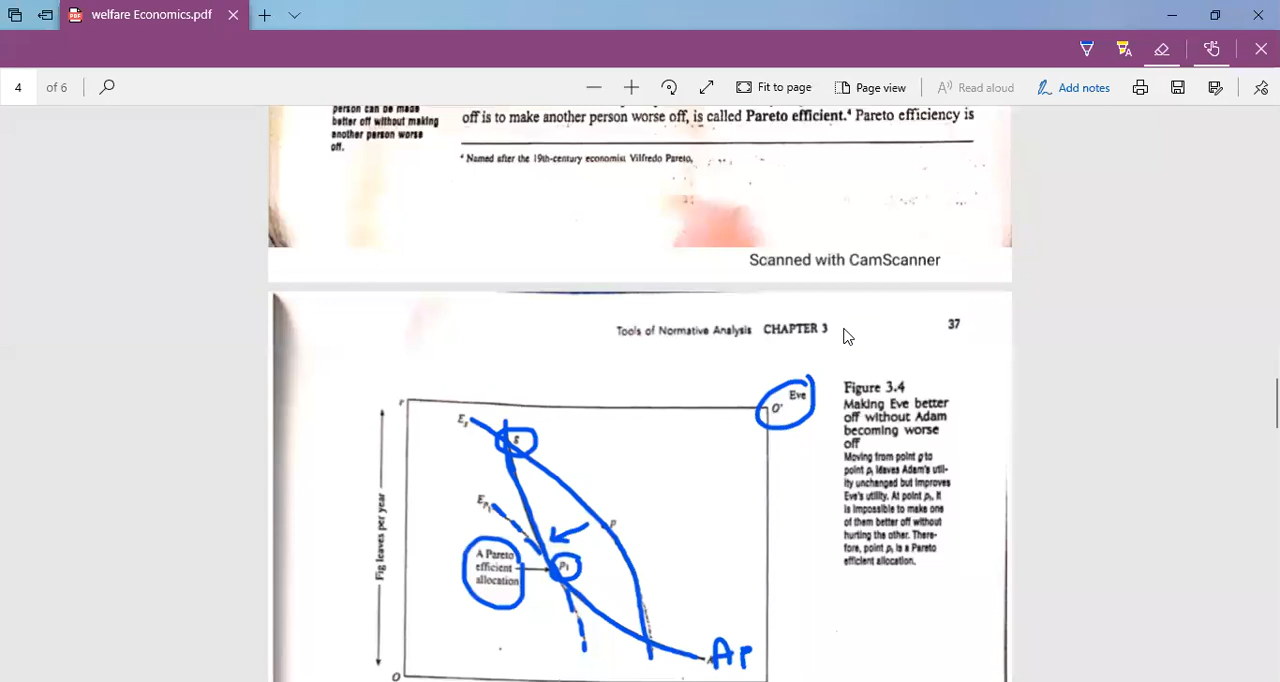 welfare Economics.pdf
4 of 6
Fit to page
Page view
Read aloud
Add notes
person can be made
better off without making
another person worse
off.
off is to make another person worse off, is called Pareto efficient.⁴ Pareto efficiency is
⁴ Named after the 19th-century economist Vilfredo Pareto.
Scanned with CamScanner
Tools of Normative Analysis CHAPTER 3
37
Eve
O'
r
Eg
g
Ep1
p
A Pareto
efficient
allocation
p1
Fig leaves per year
O
AP
Figure 3.4
Making Eve better
off without Adam
becoming worse
off
Moving from point g to
point p1 leaves Adam's util-
ity unchanged but improves
Eve's utility. At point p1, it
is impossible to make one
of them better off without
hurting the other. There-
fore, point p1 is a Pareto
efficient allocation.